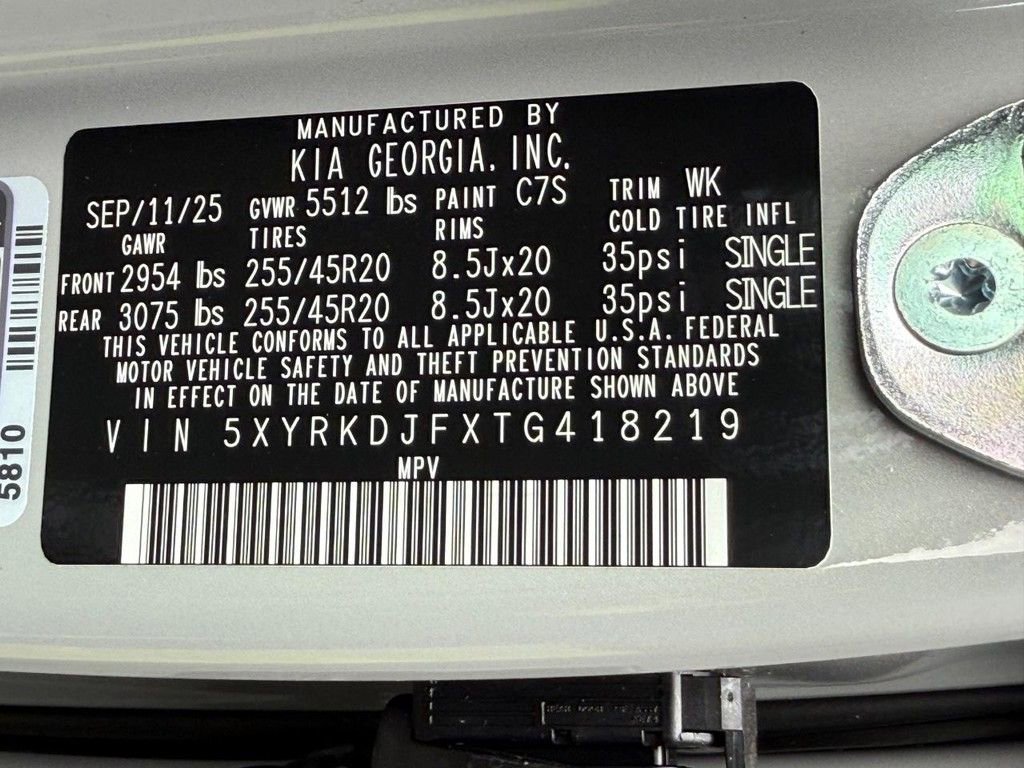 MANUFACTURED BY
KIA GEORGIA. INC.
SEP/11/25 GVWR 5512 lbs PAINT C7S TRIM WK
GAWR TIRES RIMS COLD TIRE INFL
FRONT 2954 lbs 255/45R20 8.5Jx20 35psi SINGLE
REAR 3075 lbs 255/45R20 8.5Jx20 35psi SINGLE
THIS VEHICLE CONFORMS TO ALL APPLICABLE U.S.A. FEDERAL
MOTOR VEHICLE SAFETY AND THEFT PREVENTION STANDARDS
IN EFFECT ON THE DATE OF MANUFACTURE SHOWN ABOVE
VIN 5XYRKDJFXTG418219
MPV
5810